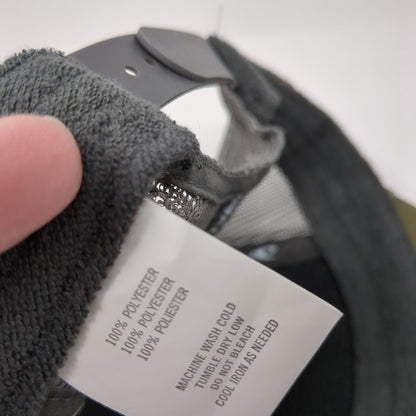 100% POLYESTER
100% POLYESTER
100% POLIESTER
MACHINE WASH COLD
TUMBLE DRY LOW
DO NOT BLEACH
COOL IRON AS NEEDED